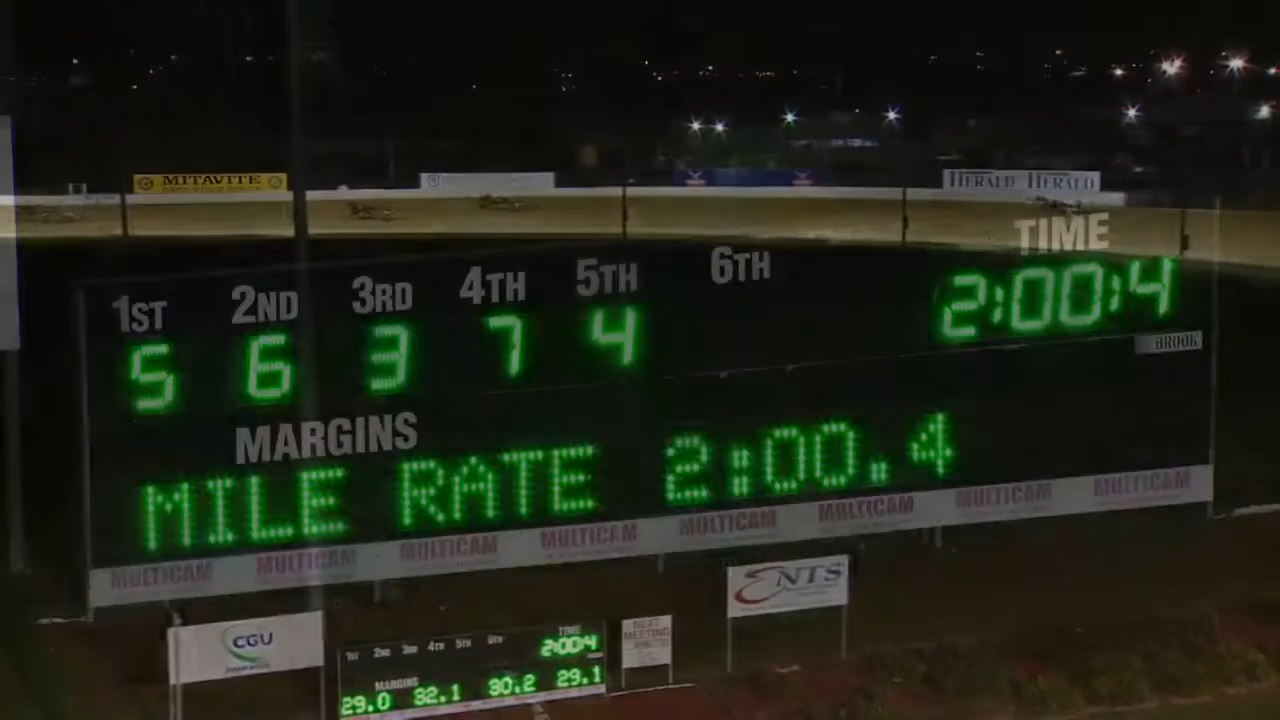 MITAVITE
HERALD HERALD
TIME
1ST 2ND 3RD 4TH 5TH 6TH
2:00:4
5 6 3 7 4
BROOK
MARGINS
MILE RATE 2:00.4
MULTICAM MULTICAM MULTICAM MULTICAM MULTICAM MULTICAM MULTICAM MULTICAM
NTS
CGU
1ST 2ND 3RD 4TH 5TH 6TH
TIME
2:00:4
NEXT
MEETING
MARGINS
29.0 32.1 30.2 29.1